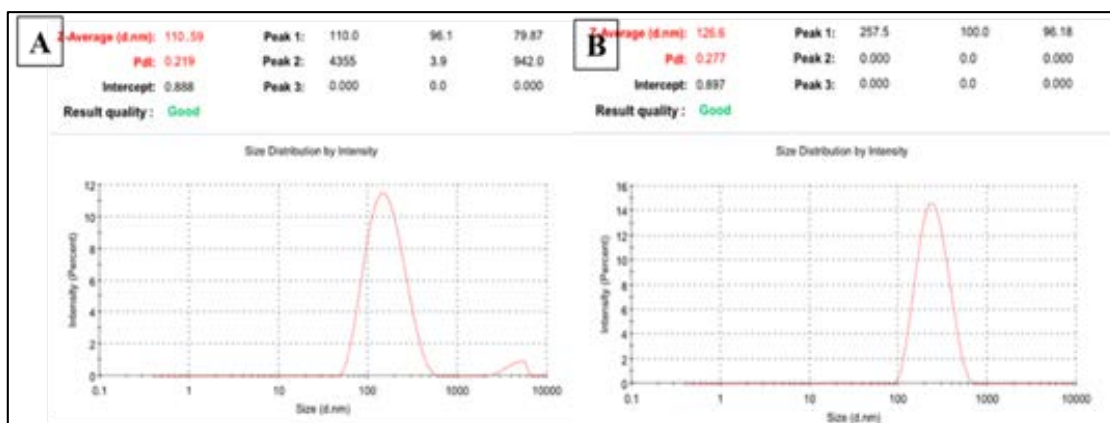 A
Z-Average (d.nm): 110.59 Peak 1: 110.0 96.1 79.87
PdI: 0.219 Peak 2: 4355 3.9 942.0
Intercept: 0.888 Peak 3: 0.000 0.0 0.000
Result quality : Good
Size Distribution by Intensity
Intensity (Percent)
12
10
8
6
4
2
0
0.1 1 10 100 1000 10000
Size (d.nm)
B
Z-Average (d.nm): 126.6 Peak 1: 257.5 100.0 96.18
PdI: 0.277 Peak 2: 0.000 0.0 0.000
Intercept: 0.897 Peak 3: 0.000 0.0 0.000
Result quality : Good
Size Distribution by Intensity
Intensity (Percent)
16
14
12
10
8
6
4
2
0
0.1 1 10 100 1000 10000
Size (d.nm)